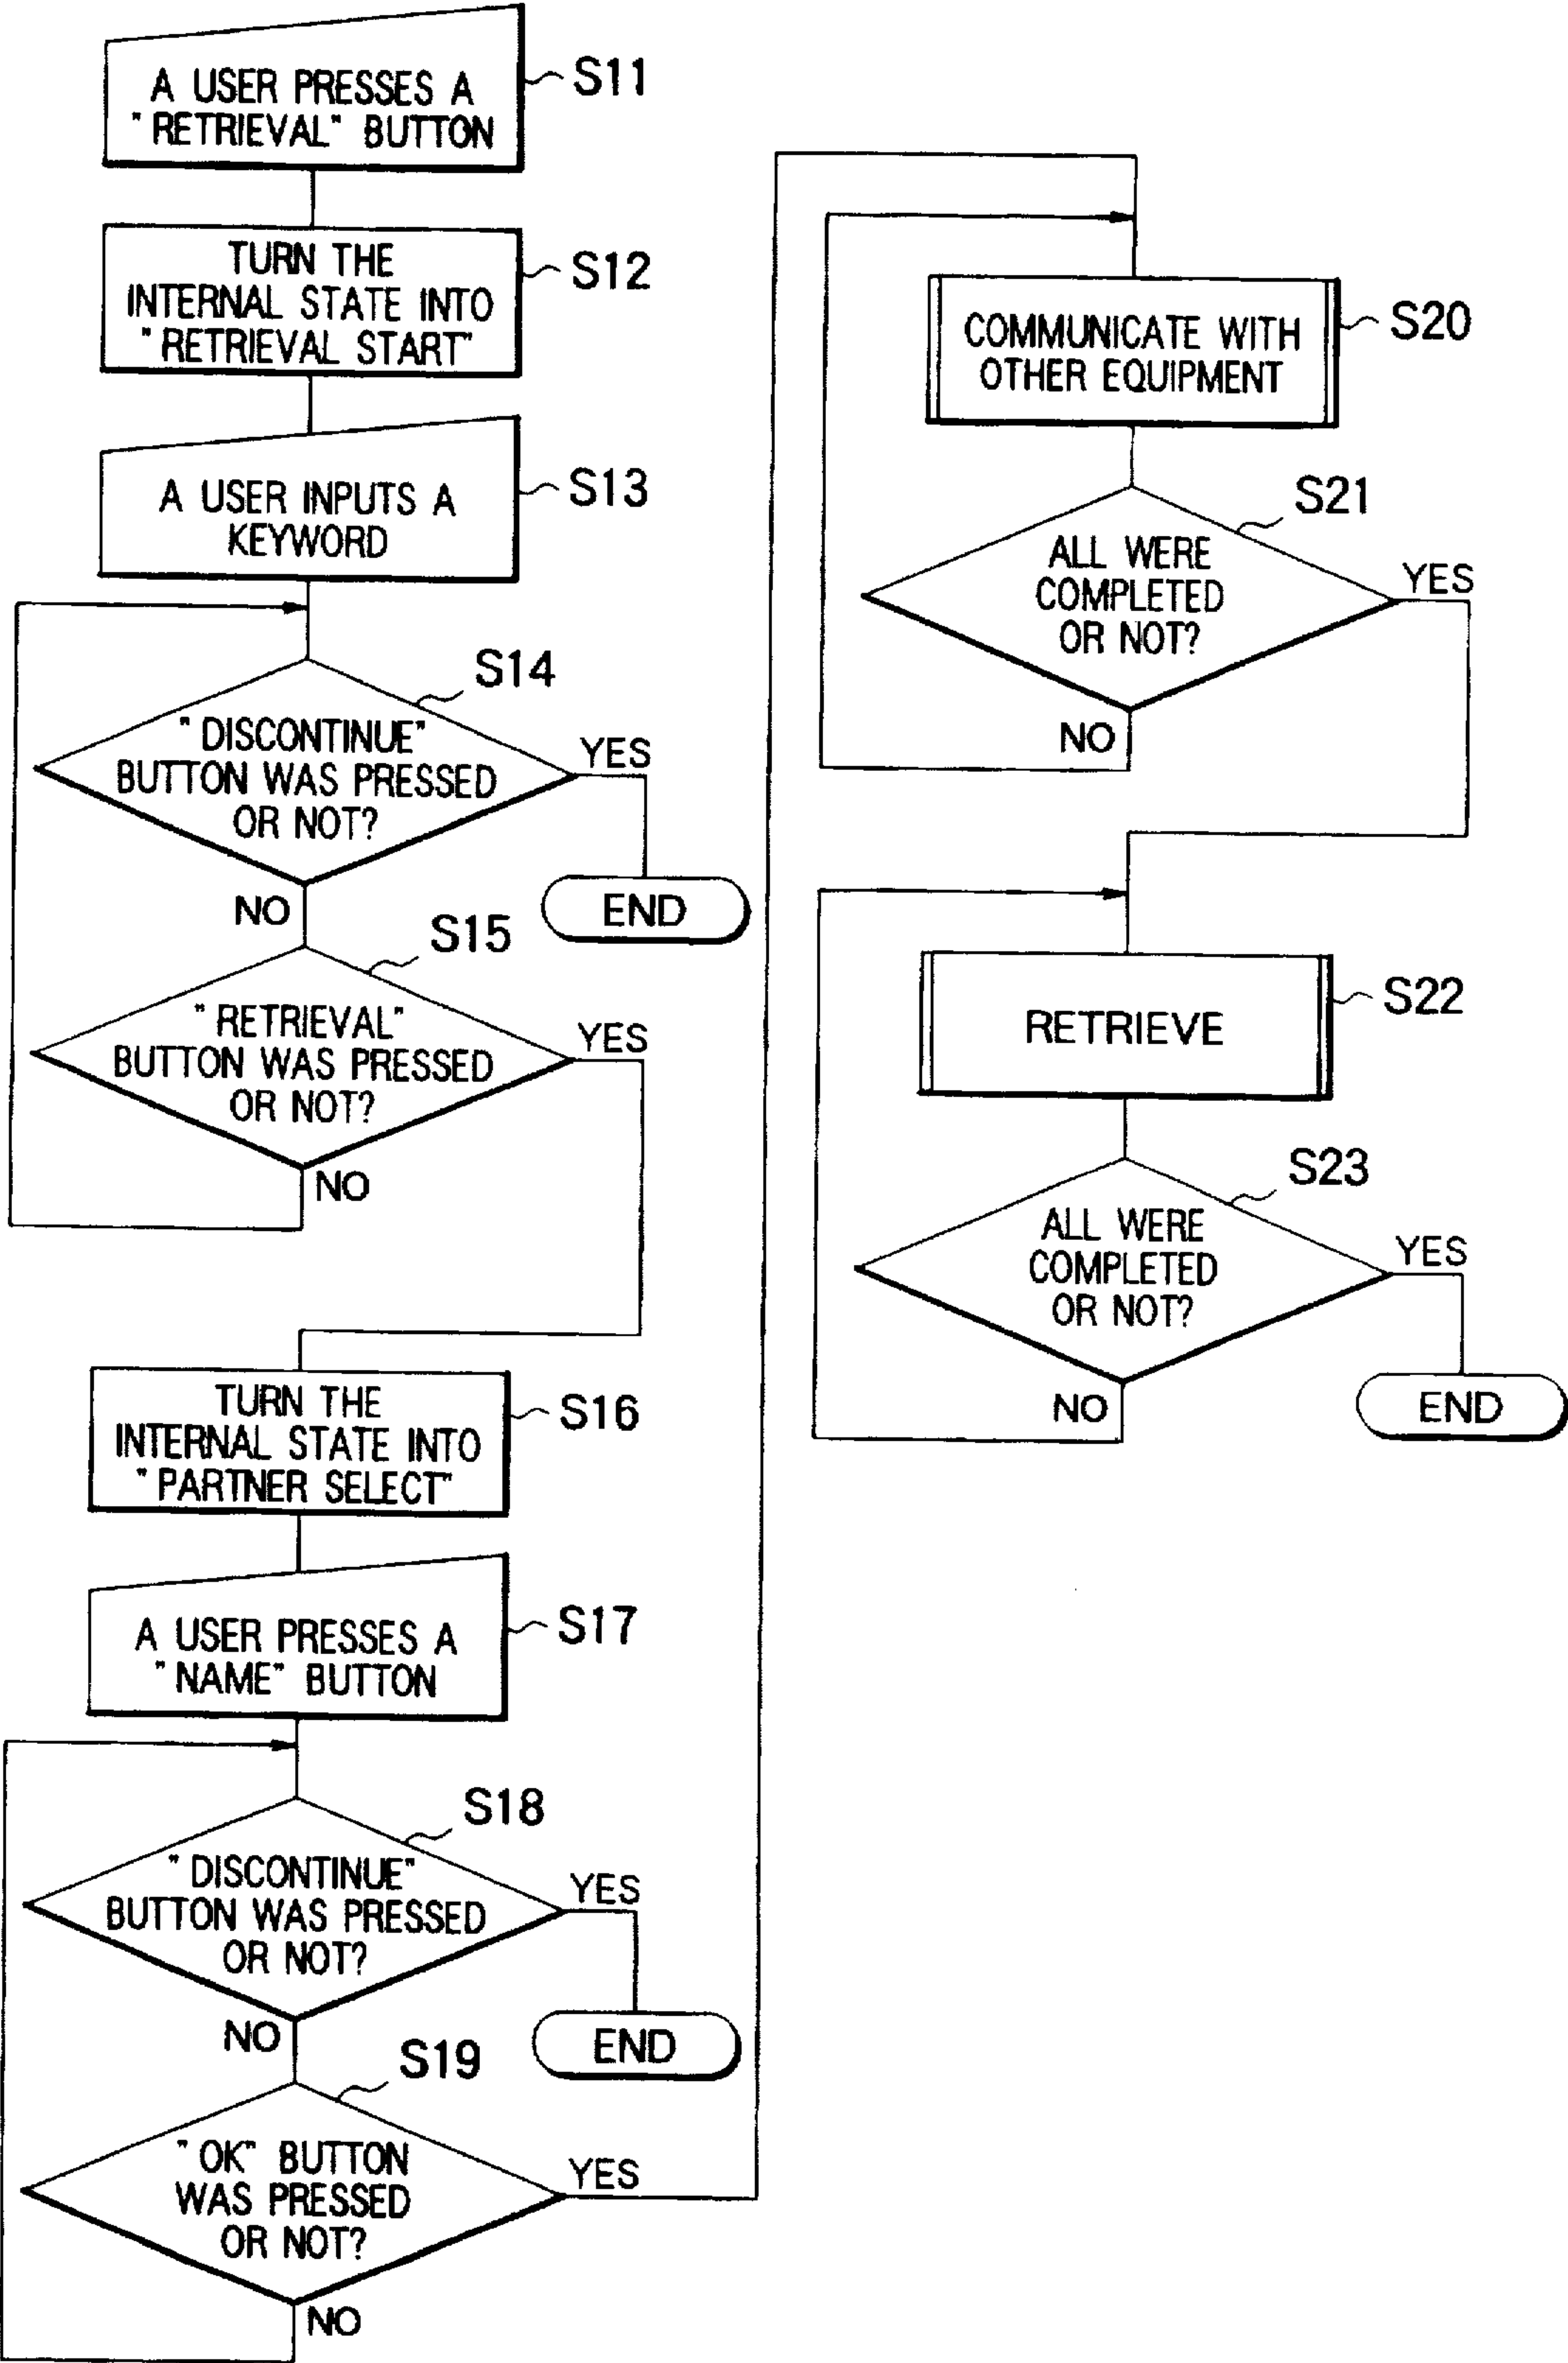 A USER PRESSES A
"RETRIEVAL" BUTTON
S11
TURN THE
INTERNAL STATE INTO
"RETRIEVAL START"
S12
A USER INPUTS A
KEYWORD
S13
S14
"DISCONTINUE"
BUTTON WAS PRESSED
OR NOT?
YES
END
NO
S15
"RETRIEVAL"
BUTTON WAS PRESSED
OR NOT?
YES
NO
TURN THE
INTERNAL STATE INTO
"PARTNER SELECT"
S16
A USER PRESSES A
"NAME" BUTTON
S17
S18
"DISCONTINUE"
BUTTON WAS PRESSED
OR NOT?
YES
END
NO
S19
"OK" BUTTON
WAS PRESSED
OR NOT?
YES
NO
COMMUNICATE WITH
OTHER EQUIPMENT
S20
S21
ALL WERE
COMPLETED
OR NOT?
YES
NO
RETRIEVE
S22
S23
ALL WERE
COMPLETED
OR NOT?
YES
NO
END